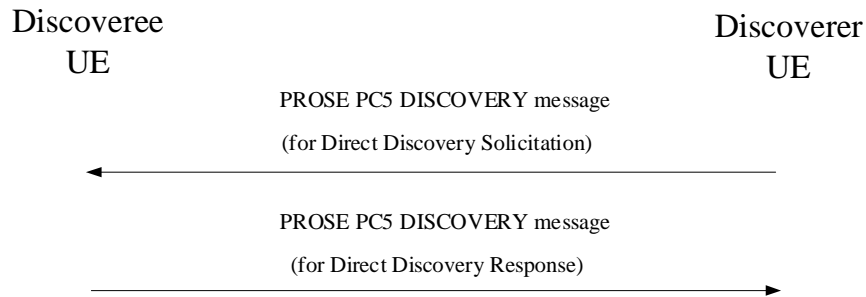 Discoveree
UE
Discoverer
UE
PROSE PC5 DISCOVERY message
(for Direct Discovery Solicitation)
PROSE PC5 DISCOVERY message
(for Direct Discovery Response)